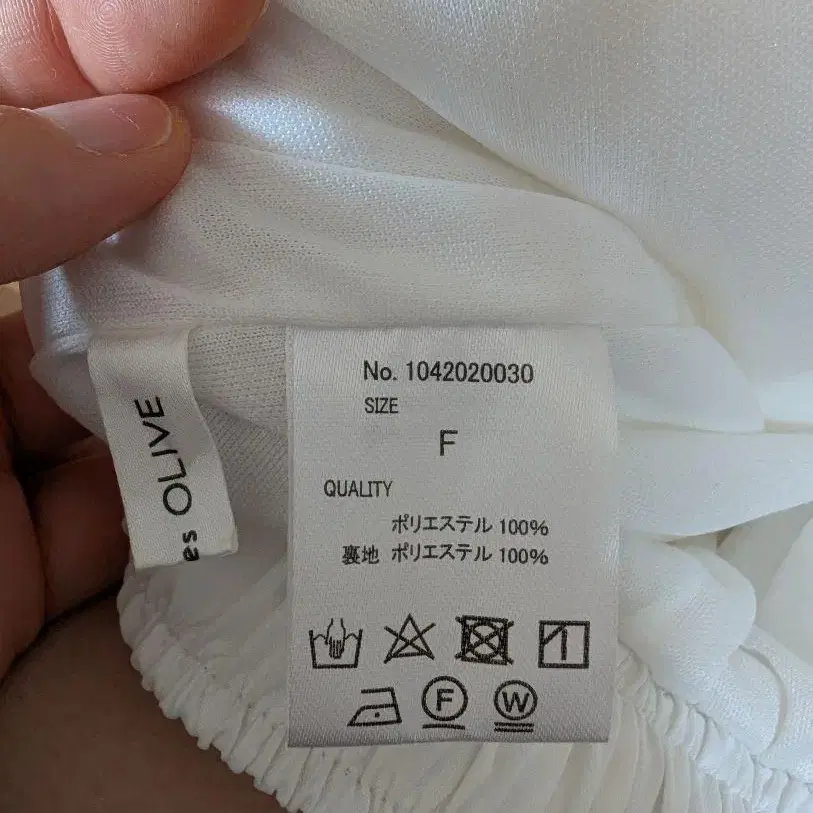 es OLIVE
No. 1042020030
SIZE
F
QUALITY
ポリエステル 100%
裏地 ポリエステル 100%
F
W